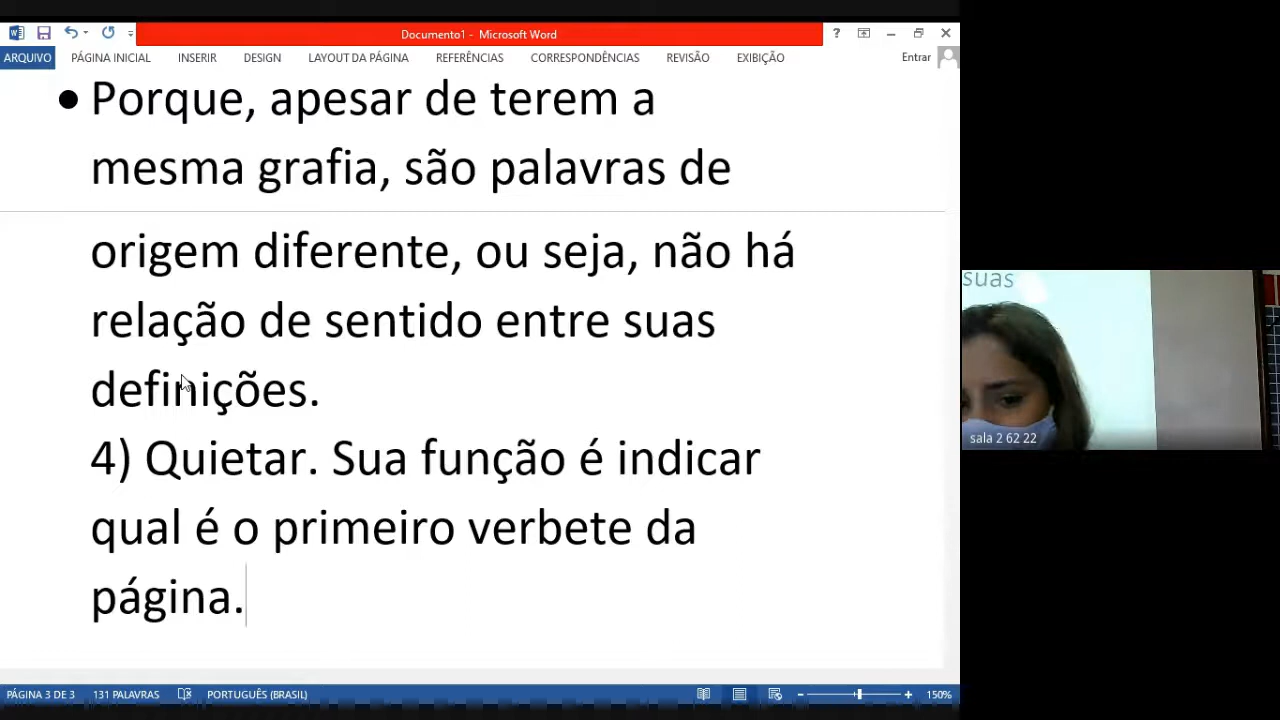 Documento1 - Microsoft Word
?
ARQUIVO PÁGINA INICIAL INSERIR DESIGN LAYOUT DA PÁGINA REFERÊNCIAS CORRESPONDÊNCIAS REVISÃO EXIBIÇÃO Entrar
• Porque, apesar de terem a
mesma grafia, são palavras de
origem diferente, ou seja, não há
relação de sentido entre suas
definições.
4) Quietar. Sua função é indicar
qual é o primeiro verbete da
página.
suas
sala 2 62 22
PÁGINA 3 DE 3 131 PALAVRAS PORTUGUÊS (BRASIL) 150%